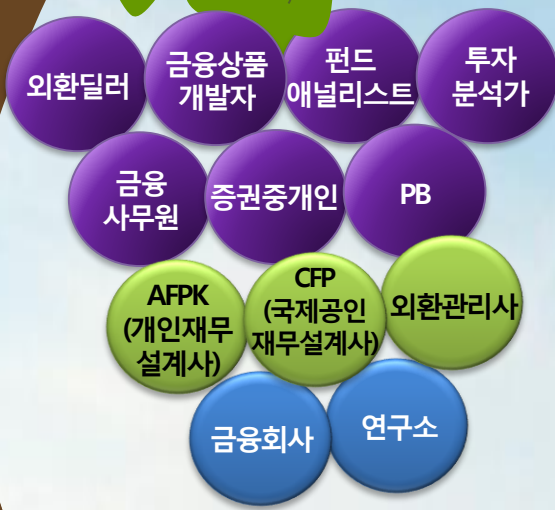 외환딜러
금융상품
개발자
펀드
애널리스트
투자
분석가
금융
사무원
증권중개인
PB
AFPK
(개인재무
설계사)
CFP
(국제공인
재무설계사)
외환관리사
금융회사
연구소